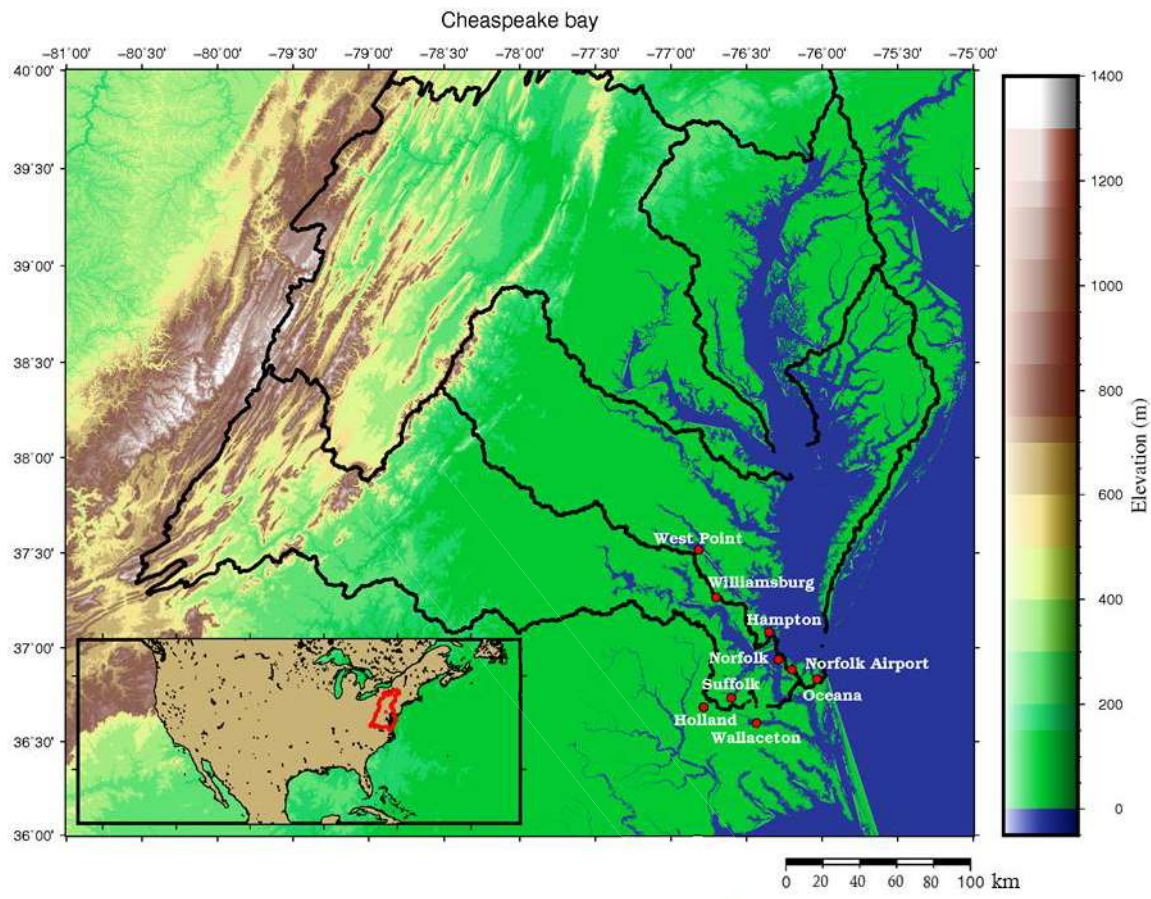 Cheaspeake bay
−81°00' −80°30' −80°00' −79°30' −79°00' −78°30' −78°00' −77°30' −77°00' −76°30' −76°00' −75°30' −75°00'
40°00'
39°30'
39°00'
38°30'
38°00'
37°30'
37°00'
36°30'
36°00'
West Point
Williamsburg
Hampton
Norfolk
Norfolk Airport
Suffolk
Oceana
Holland
Wallaceton
1400
1200
1000
800
600
400
200
0
Elevation (m)
0 20 40 60 80 100 km